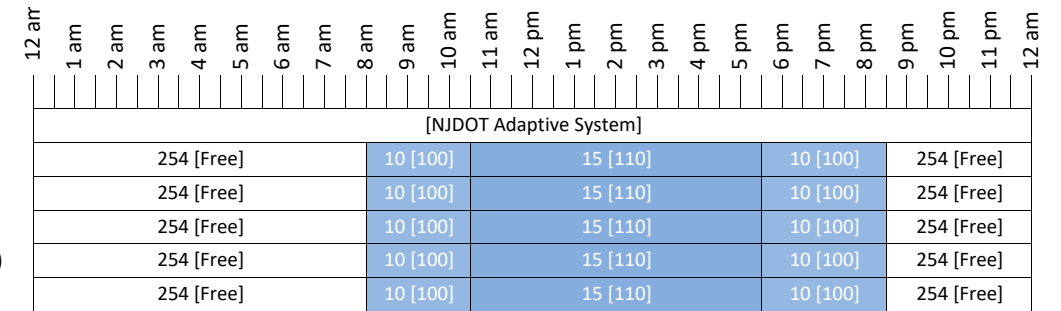 12 am 1 am 2 am 3 am 4 am 5 am 6 am 7 am 8 am 9 am 10 am 11 am 12 pm 1 pm 2 pm 3 pm 4 pm 5 pm 6 pm 7 pm 8 pm 9 pm 10 pm 11 pm 12 am
[NJDOT Adaptive System]
254 [Free] 10 [100] 15 [110] 10 [100] 254 [Free]
254 [Free] 10 [100] 15 [110] 10 [100] 254 [Free]
254 [Free] 10 [100] 15 [110] 10 [100] 254 [Free]
) 254 [Free] 10 [100] 15 [110] 10 [100] 254 [Free]
254 [Free] 10 [100] 15 [110] 10 [100] 254 [Free]